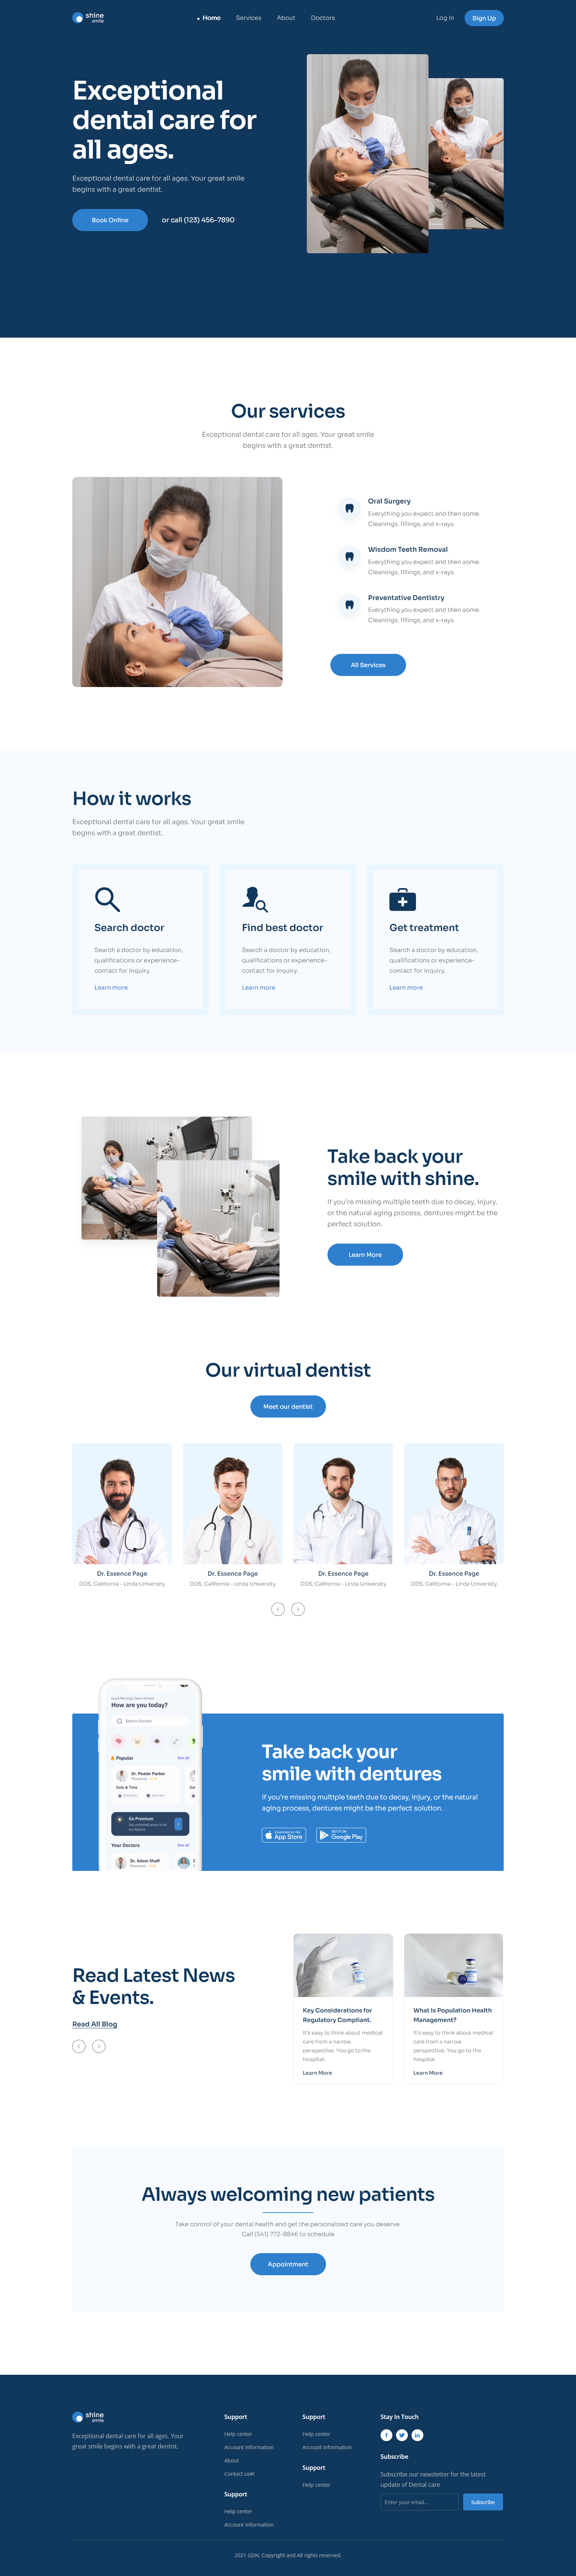 shine
smile
Home
Services
About
Doctors
Log In
Sign Up
Exceptional
dental care for
all ages.
Exceptional dental care for all ages. Your great smile
begins with a great dentist.
Book Online
or call (123) 456-7890
Our services
Exceptional dental care for all ages. Your great smile
begins with a great dentist.
Oral Surgery
Everything you expect and then some.
Cleanings, fillings, and x-rays.
Wisdom Teeth Removal
Everything you expect and then some.
Cleanings, fillings, and x-rays.
Preventative Dentistry
Everything you expect and then some.
Cleanings, fillings, and x-rays.
All Services
How it works
Exceptional dental care for all ages. Your great smile
begins with a great dentist.
Search doctor
Search a doctor by education,
qualifications or experience-
contact for inquiry.
Learn more
Find best doctor
Search a doctor by education,
qualifications or experience-
contact for inquiry.
Learn more
Get treatment
Search a doctor by education,
qualifications or experience-
contact for inquiry.
Learn more
Take back your
smile with shine.
If you're missing multiple teeth due to decay, injury,
or the natural aging process, dentures might be the
perfect solution.
Learn More
Our virtual dentist
Meet our dentist
Dr. Essence Page
DDS, California - Linda University
Dr. Essence Page
DDS, California - Linda University
Dr. Essence Page
DDS, California - Linda University
Dr. Essence Page
DDS, California - Linda University
How are you today?
Search Doctors
Popular
See all
Dr. Peater Parker
Date & Time
Go Premium
Your Doctors
See all
Dr. Adom Shafi
Take back your
smile with dentures
If you're missing multiple teeth due to decay, injury, or the natural
aging process, dentures might be the perfect solution.
Download on the
App Store
GET IT ON
Google Play
Read Latest News
& Events.
Read All Blog
Key Considerations for
Regulatory Compliant.
It's easy to think about medical
care from a narrow
perspective. You go to the
hospital
Learn More
What Is Population Health
Management?
It's easy to think about medical
care from a narrow
perspective. You go to the
hospital
Learn More
Always welcoming new patients
Take control of your dental health and get the personalized care you deserve.
Call (541) 772-8846 to schedule
Appointment
shine
smile
Exceptional dental care for all ages. Your
great smile begins with a great dentist.
Support
Help center
Account information
About
Contact us#!
Support
Help center
Account information
Support
Help center
Account information
Support
Help center
Stay In Touch
Subscribe
Subscribe our newsletter for the latest
update of Dental care
Enter your email...
Subscribe
2021 GDN. Copyright and All rights reserved.